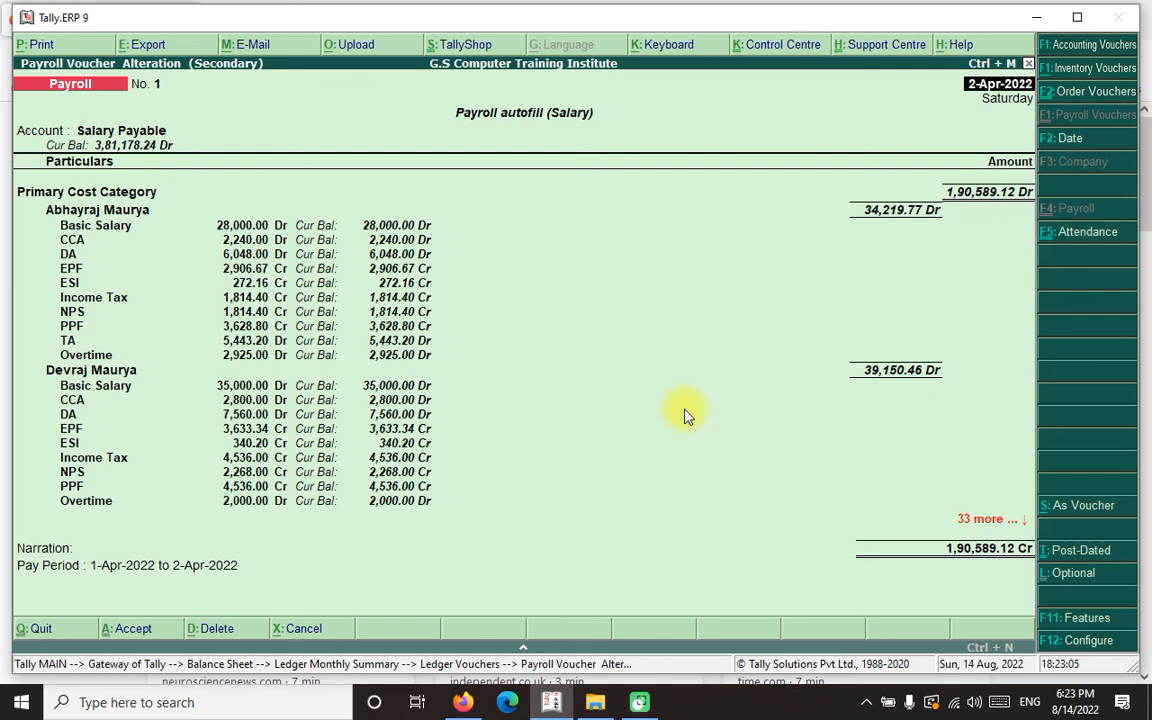 Tally.ERP 9
P: Print E: Export M: E-Mail O: Upload S: TallyShop G: Language K: Keyboard K: Control Centre H: Support Centre H: Help
Payroll Voucher Alteration (Secondary) G.S Computer Training Institute Ctrl + M
Payroll No. 1 2-Apr-2022
Saturday
Payroll autofill (Salary)
Account : Salary Payable
Cur Bal: 3,81,178.24 Dr
Particulars Amount
Primary Cost Category 1,90,589.12 Dr
Abhayraj Maurya 34,219.77 Dr
Basic Salary 28,000.00 Dr Cur Bal: 28,000.00 Dr
CCA 2,240.00 Dr Cur Bal: 2,240.00 Dr
DA 6,048.00 Dr Cur Bal: 6,048.00 Dr
EPF 2,906.67 Cr Cur Bal: 2,906.67 Cr
ESI 272.16 Cr Cur Bal: 272.16 Cr
Income Tax 1,814.40 Cr Cur Bal: 1,814.40 Cr
NPS 1,814.40 Cr Cur Bal: 1,814.40 Cr
PPF 3,628.80 Cr Cur Bal: 3,628.80 Cr
TA 5,443.20 Dr Cur Bal: 5,443.20 Dr
Overtime 2,925.00 Dr Cur Bal: 2,925.00 Dr
Devraj Maurya 39,150.46 Dr
Basic Salary 35,000.00 Dr Cur Bal: 35,000.00 Dr
CCA 2,800.00 Dr Cur Bal: 2,800.00 Dr
DA 7,560.00 Dr Cur Bal: 7,560.00 Dr
EPF 3,633.34 Cr Cur Bal: 3,633.34 Cr
ESI 340.20 Cr Cur Bal: 340.20 Cr
Income Tax 4,536.00 Cr Cur Bal: 4,536.00 Cr
NPS 2,268.00 Cr Cur Bal: 2,268.00 Cr
PPF 4,536.00 Cr Cur Bal: 4,536.00 Cr
Overtime 2,000.00 Dr Cur Bal: 2,000.00 Dr
33 more ... ↓
Narration: 1,90,589.12 Cr
Pay Period : 1-Apr-2022 to 2-Apr-2022
Q: Quit A: Accept D: Delete X: Cancel
Ctrl + N
F1: Accounting Vouchers
F1: Inventory Vouchers
F2: Order Vouchers
F1: Payroll Vouchers
F2: Date
F3: Company
F4: Payroll
F5: Attendance
S: As Voucher
T: Post-Dated
L: Optional
F11: Features
F12: Configure
Tally MAIN --> Gateway of Tally --> Balance Sheet --> Ledger Monthly Summary --> Ledger Vouchers --> Payroll Voucher Alter... © Tally Solutions Pvt Ltd., 1988-2020 Sun, 14 Aug, 2022 18:23:05
neurosciencenews.com · 7 min independent.co.uk · 3 min time.com · 7 min
Type here to search ENG 6:23 PM
8/14/2022